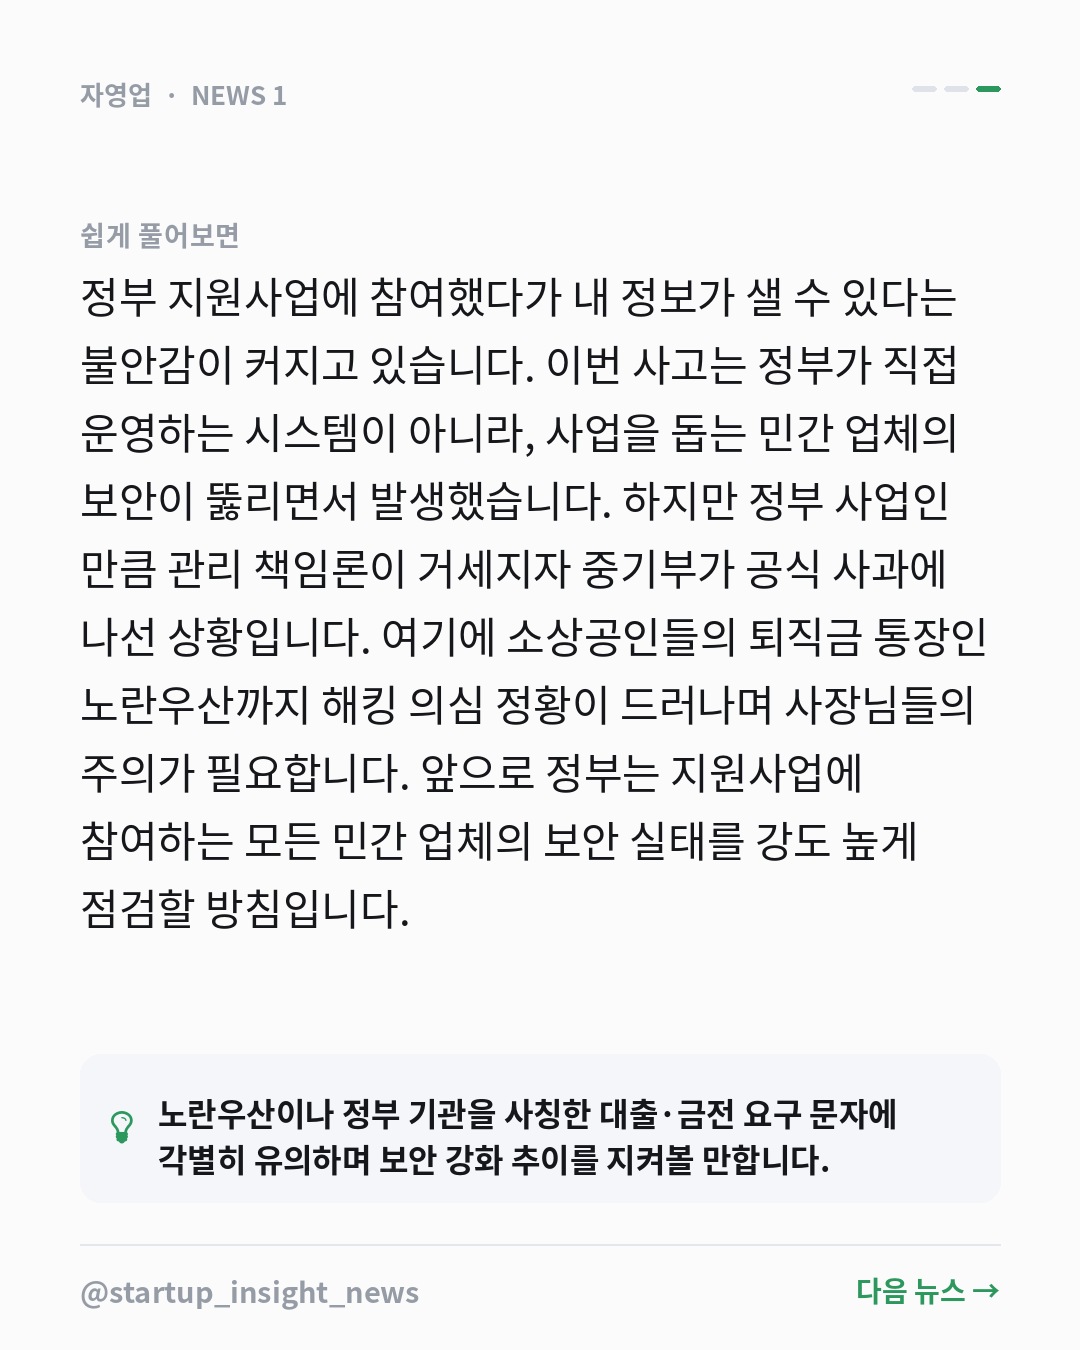 자영업 · NEWS 1
쉽게 풀어보면
정부 지원사업에 참여했다가 내 정보가 샐 수 있다는
불안감이 커지고 있습니다. 이번 사고는 정부가 직접
운영하는 시스템이 아니라, 사업을 돕는 민간 업체의
보안이 뚫리면서 발생했습니다. 하지만 정부 사업인
만큼 관리 책임론이 거세지자 중기부가 공식 사과에
나선 상황입니다. 여기에 소상공인들의 퇴직금 통장인
노란우산까지 해킹 의심 정황이 드러나며 사장님들의
주의가 필요합니다. 앞으로 정부는 지원사업에
참여하는 모든 민간 업체의 보안 실태를 강도 높게
점검할 방침입니다.
노란우산이나 정부 기관을 사칭한 대출·금전 요구 문자에
각별히 유의하며 보안 강화 추이를 지켜볼 만합니다.
@startup_insight_news
다음 뉴스 →